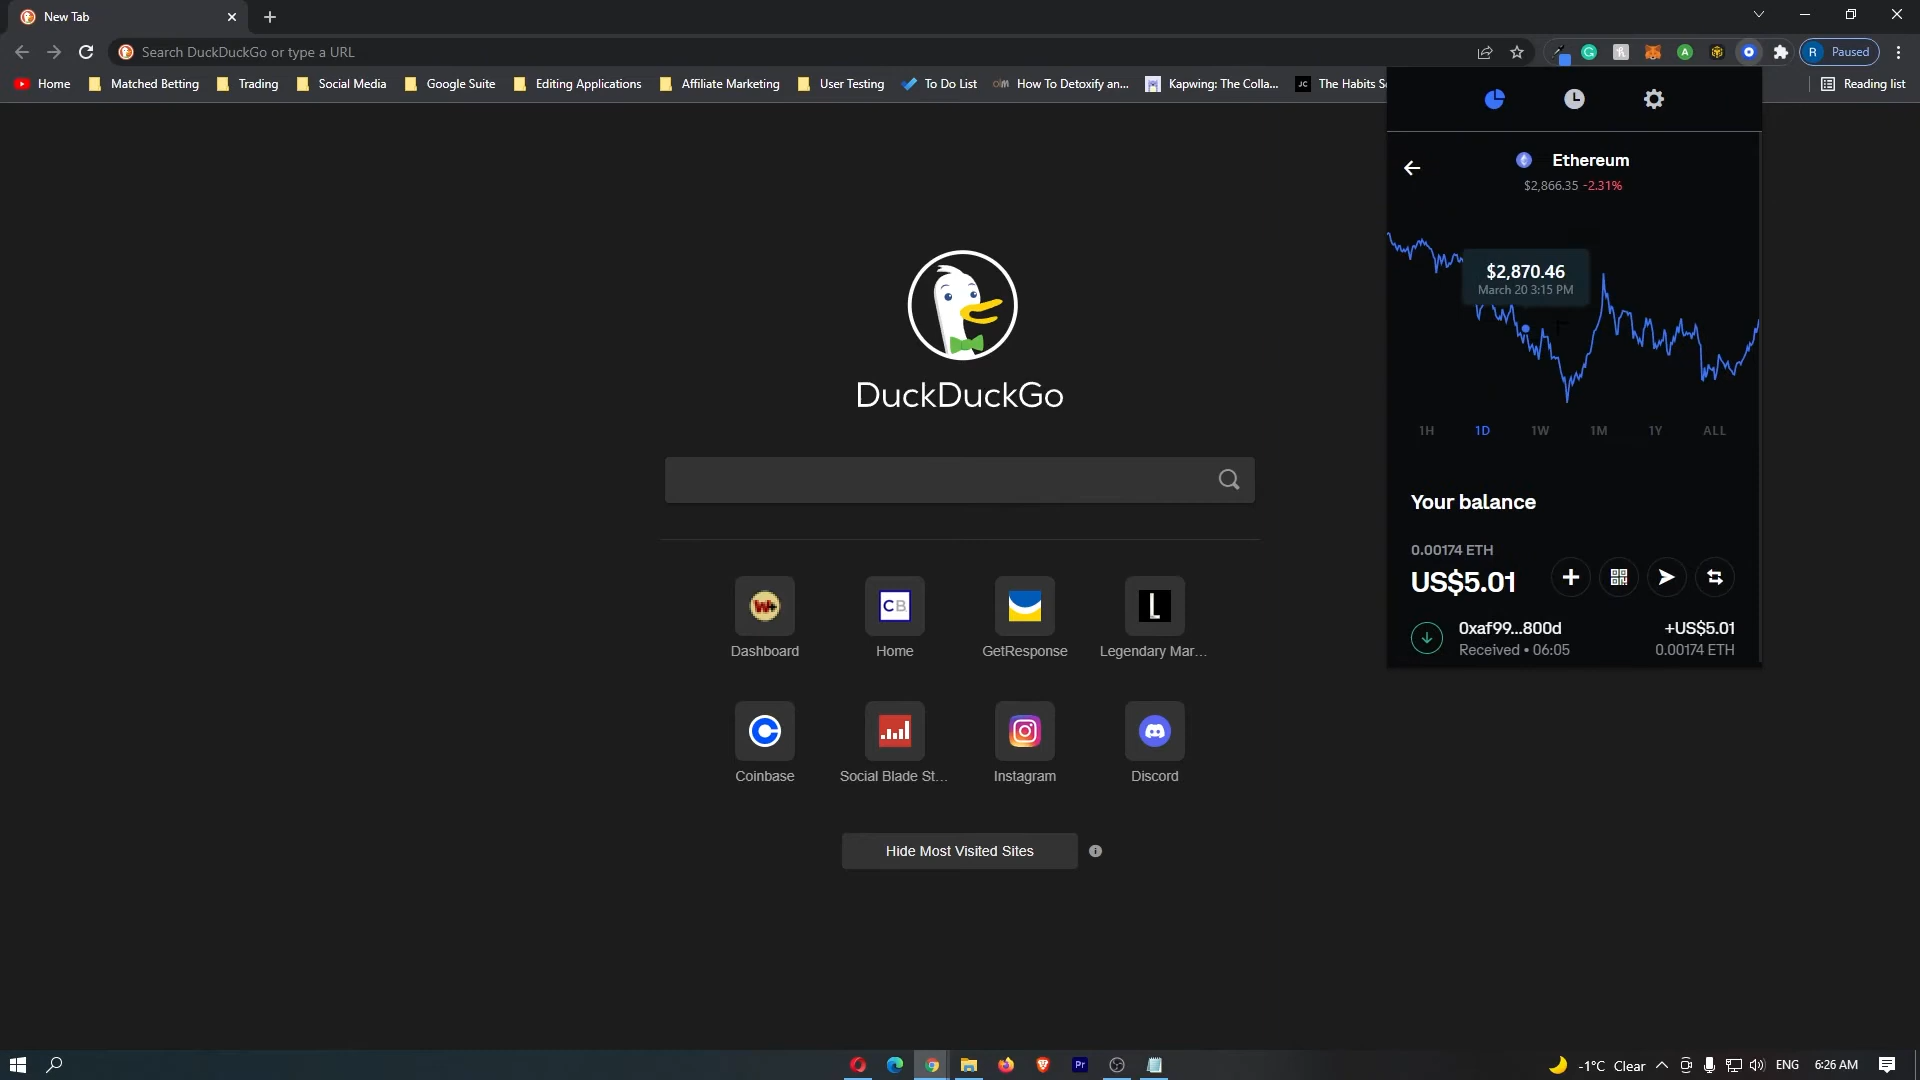 New Tab
Search DuckDuckGo or type a URL
R Paused
Home Matched Betting Trading Social Media Google Suite Editing Applications Affiliate Marketing User Testing To Do List How To Detoxify an... Kapwing: The Colla... JC The Habits S Reading list
Ethereum
$2,866.35 -2.31%
$2,870.46
March 20 3:15 PM
1H 1D 1W 1M 1Y ALL
DuckDuckGo
Your balance
0.00174 ETH
US$5.01
0xaf99...800d +US$5.01
Received • 06:05 0.00174 ETH
W+ CB L
Dashboard Home GetResponse Legendary Mar...
Coinbase Social Blade St... Instagram Discord
Hide Most Visited Sites
Pr -1°C Clear ENG 6:26 AM